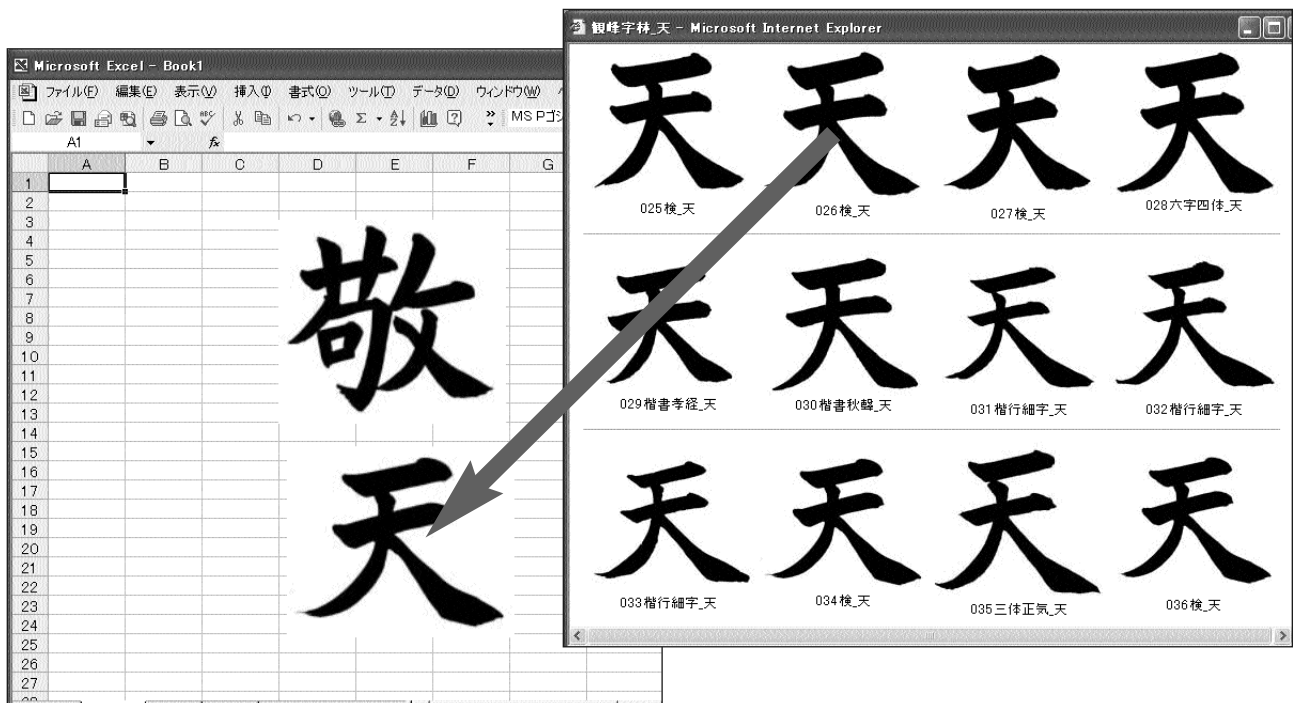 Microsoft Excel - Book1
ファイル(F) 編集(E) 表示(V) 挿入(I) 書式(O) ツール(T) データ(D) ウィンドウ(W)
MS Pゴシ
A1 fx
A B C D E F G
1
2
3
4
5
6
7
8
9
10
11
12
13
14
15
16
17
18
19
20
21
22
23
24
25
26
27
敬
天
観峰字林_天 - Microsoft Internet Explorer
天 天 天 天
025検_天 026検_天 027検_天 028六字四体_天
天 天 天 天
029楷書孝経_天 030楷書秋聲_天 031楷行細字_天 032楷行細字_天
天 天 天 天
033楷行細字_天 034検_天 035三体正気_天 036検_天